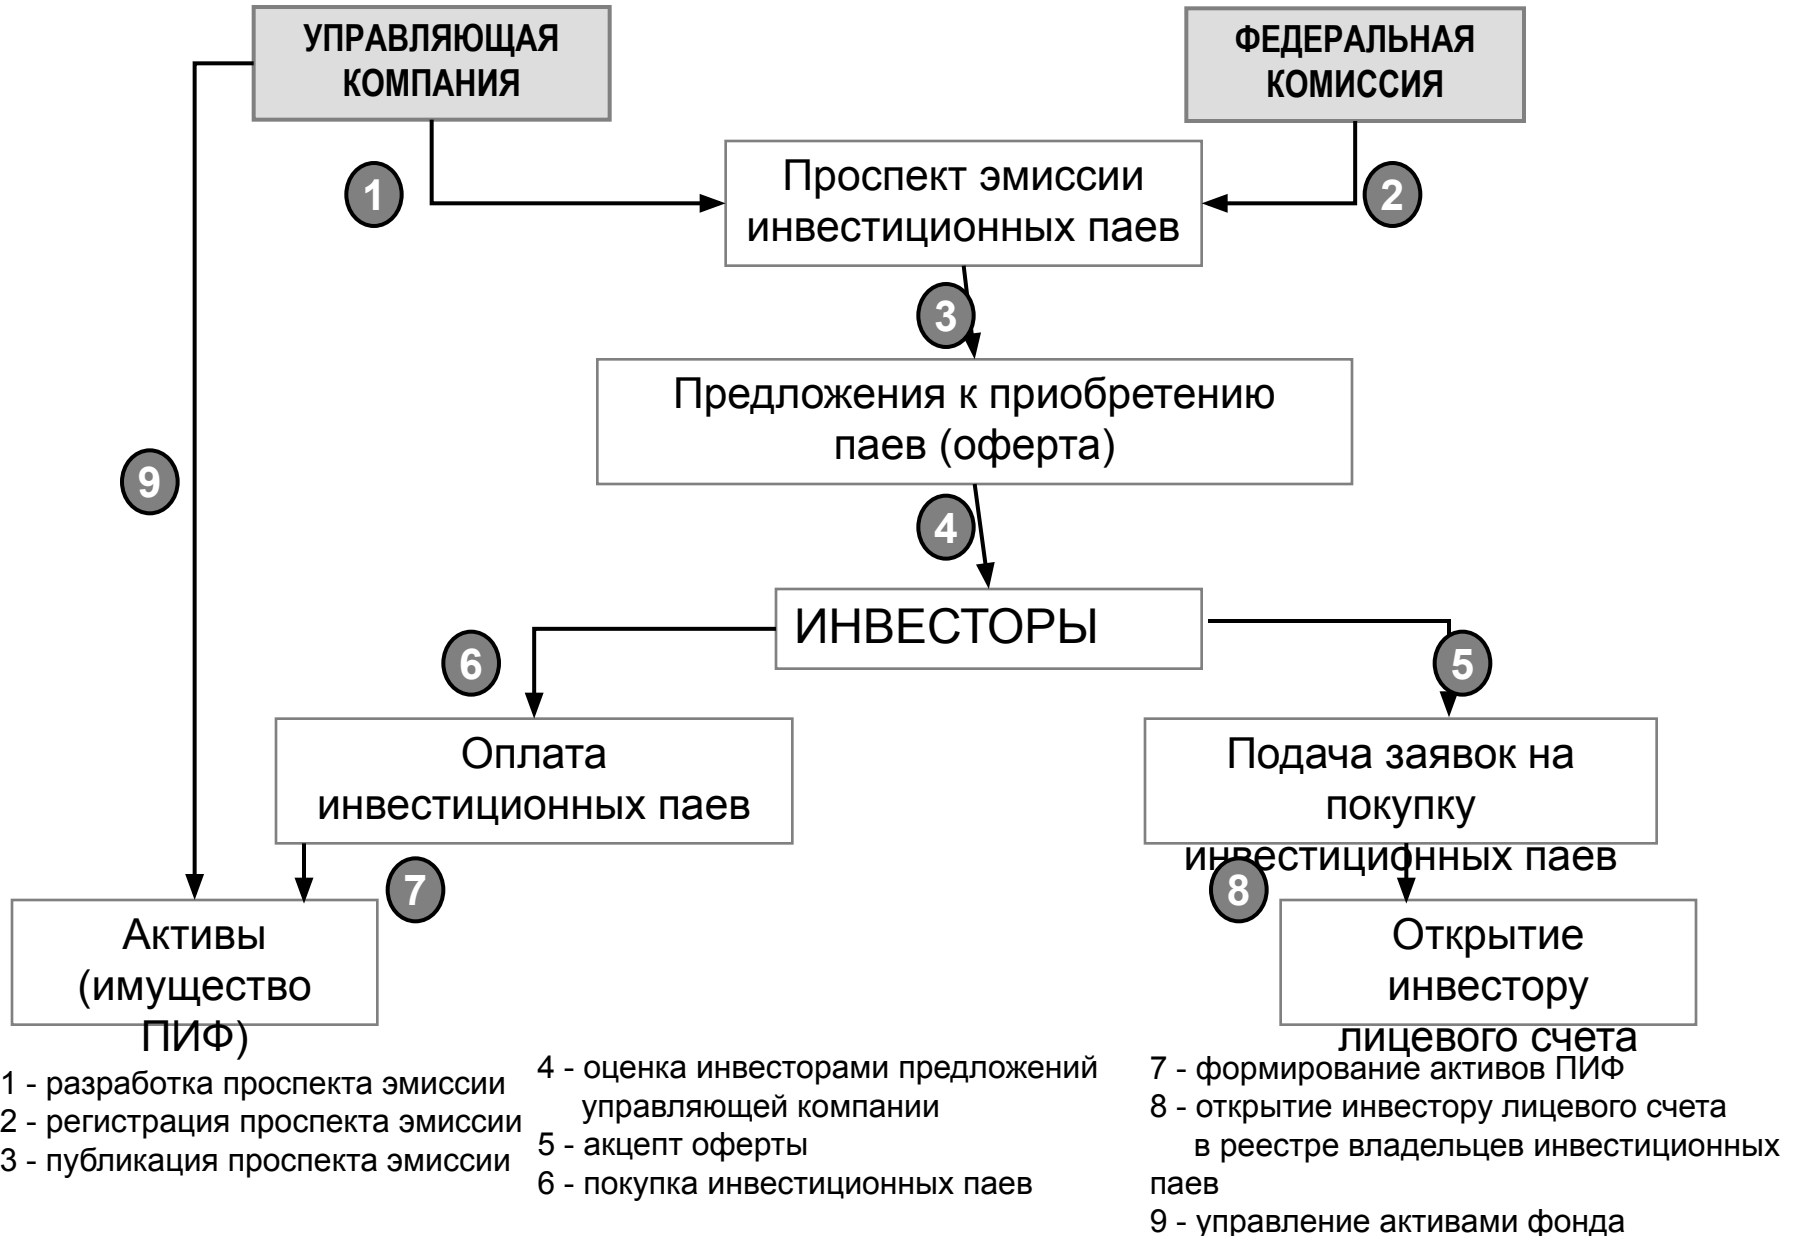 УПРАВЛЯЮЩАЯ
КОМПАНИЯ
ФЕДЕРАЛЬНАЯ
КОМИССИЯ
1
Проспект эмиссии
инвестиционных паев
2
3
Предложения к приобретению
паев (оферта)
9
4
ИНВЕСТОРЫ
6
5
Оплата
инвестиционных паев
Подача заявок на
покупку
инвестиционных паев
7
8
Активы
(имущество
ПИФ)
Открытие
инвестору
лицевого счета
1 - разработка проспекта эмиссии
2 - регистрация проспекта эмиссии
3 - публикация проспекта эмиссии
4 - оценка инвесторами предложений
управляющей компании
5 - акцепт оферты
6 - покупка инвестиционных паев
7 - формирование активов ПИФ
8 - открытие инвестору лицевого счета
в реестре владельцев инвестиционных
паев
9 - управление активами фонда